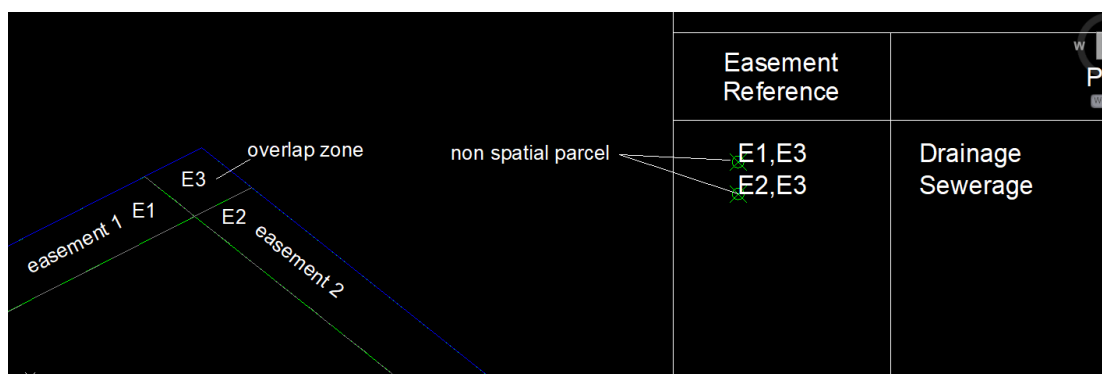 overlap zone
E3
E1
E2
easement 1
easement 2
non spatial parcel
Easement
Reference
P
W
E1,E3
Drainage
E2,E3
Sewerage